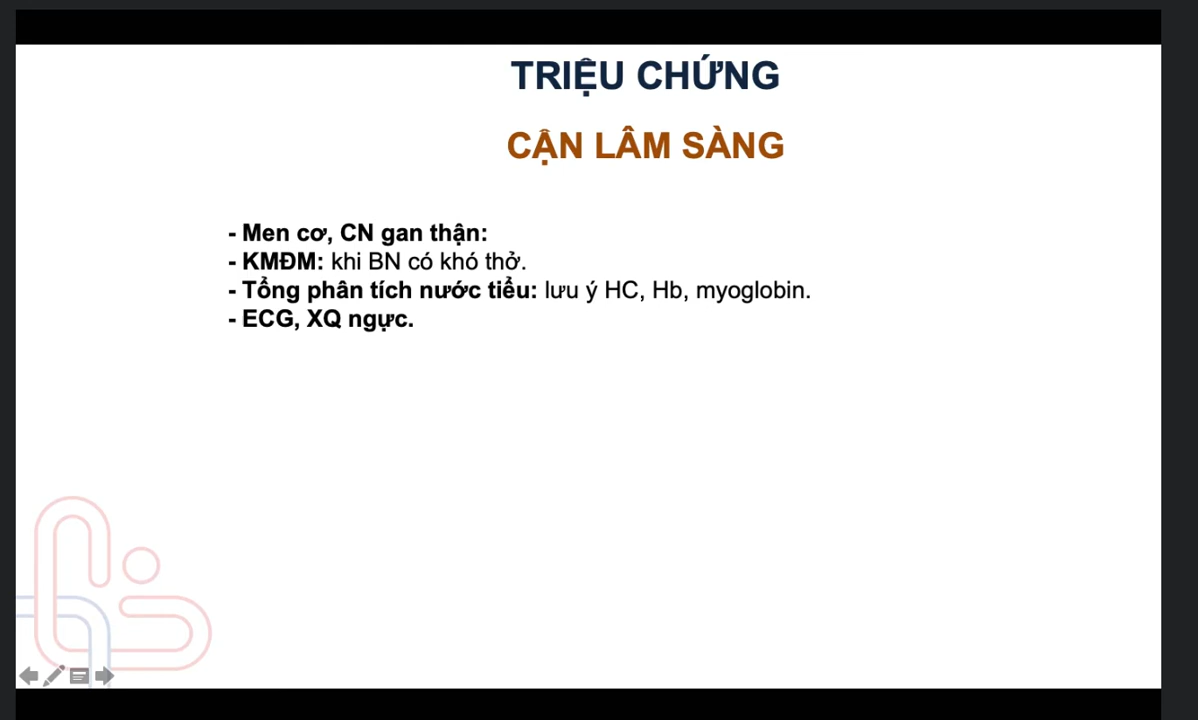 TRIỆU CHỨNG
CẬN LÂM SÀNG
- Men cơ, CN gan thận:
- KMĐM: khi BN có khó thở.
- Tổng phân tích nước tiểu: lưu ý HC, Hb, myoglobin.
- ECG, XQ ngực.